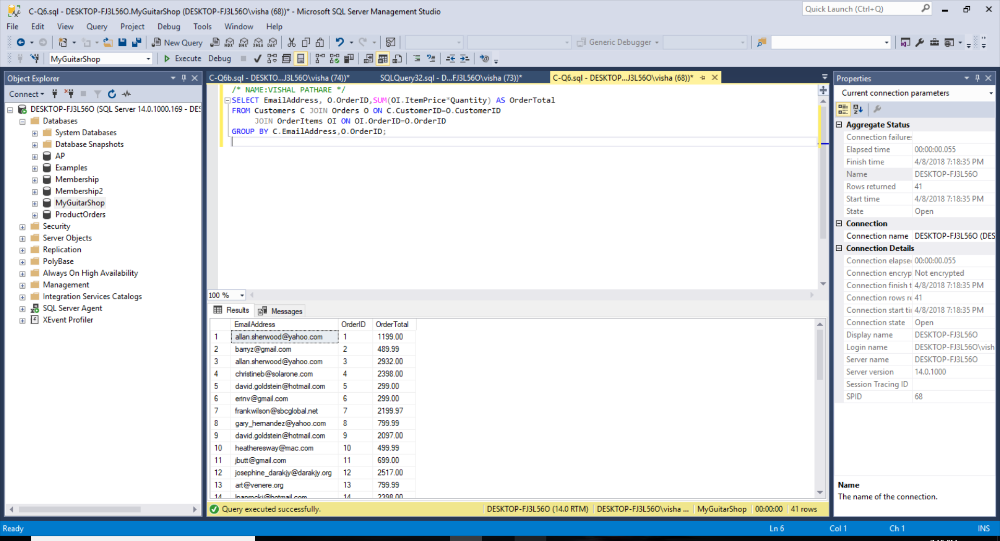 C-Q6.sql - DESKTOP-FJ3L56O.MyGuitarShop (DESKTOP-FJ3L56O\visha (68))* - Microsoft SQL Server Management Studio
Quick Launch (Ctrl+Q)
File Edit View Query Project Debug Tools Window Help
New Query MDX DMX XMLA DAX Generic Debugger
MyGuitarShop Execute Debug
Object Explorer
Connect
DESKTOP-FJ3L56O (SQL Server 14.0.1000.169 - DES
Databases
System Databases
Database Snapshots
AP
Examples
Membership
Membership2
MyGuitarShop
ProductOrders
Security
Server Objects
Replication
PolyBase
Always On High Availability
Management
Integration Services Catalogs
SQL Server Agent
XEvent Profiler
C-Q6b.sql - DESKTO...J3L56O\visha (74))* SQLQuery32.sql - D...FJ3L56O\visha (73))* C-Q6.sql - DESKTOP...J3L56O\visha (68))*
/* NAME:VISHAL PATHARE */
SELECT EmailAddress, O.OrderID,SUM(OI.ItemPrice*Quantity) AS OrderTotal
FROM Customers C JOIN Orders O ON C.CustomerID=O.CustomerID
JOIN OrderItems OI ON OI.OrderID=O.OrderID
GROUP BY C.EmailAddress,O.OrderID;
100 %
Results Messages
EmailAddress OrderID OrderTotal
1 allan.sherwood@yahoo.com 1 1199.00
2 barryz@gmail.com 2 489.99
3 allan.sherwood@yahoo.com 3 2932.00
4 christineb@solarone.com 4 2398.00
5 david.goldstein@hotmail.com 5 299.00
6 erinv@gmail.com 6 299.00
7 frankwilson@sbcglobal.net 7 2199.97
8 gary_hernandez@yahoo.com 8 799.99
9 david.goldstein@hotmail.com 9 2097.00
10 heatheresway@mac.com 10 499.99
11 jbutt@gmail.com 11 699.00
12 josephine_darakjy@darakjy.org 12 2517.00
13 art@venere.org 13 799.99
14 lpaprocki@hotmail.com 14 2398.00
Query executed successfully. DESKTOP-FJ3L56O (14.0 RTM) DESKTOP-FJ3L56O\visha ... MyGuitarShop 00:00:00 41 rows
Properties
Current connection parameters
Aggregate Status
Connection failures
Elapsed time 00:00:00.055
Finish time 4/8/2018 7:18:35 PM
Name DESKTOP-FJ3L56O
Rows returned 41
Start time 4/8/2018 7:18:35 PM
State Open
Connection
Connection name DESKTOP-FJ3L56O (DES
Connection Details
Connection elapse 00:00:00.055
Connection encryp Not encrypted
Connection finish t 4/8/2018 7:18:35 PM
Connection rows re 41
Connection start ti 4/8/2018 7:18:35 PM
Connection state Open
Display name DESKTOP-FJ3L56O
Login name DESKTOP-FJ3L56O\vish
Server name DESKTOP-FJ3L56O
Server version 14.0.1000
Session Tracing ID
SPID 68
Name
The name of the connection.
Ready Ln 6 Col 1 Ch 1 INS